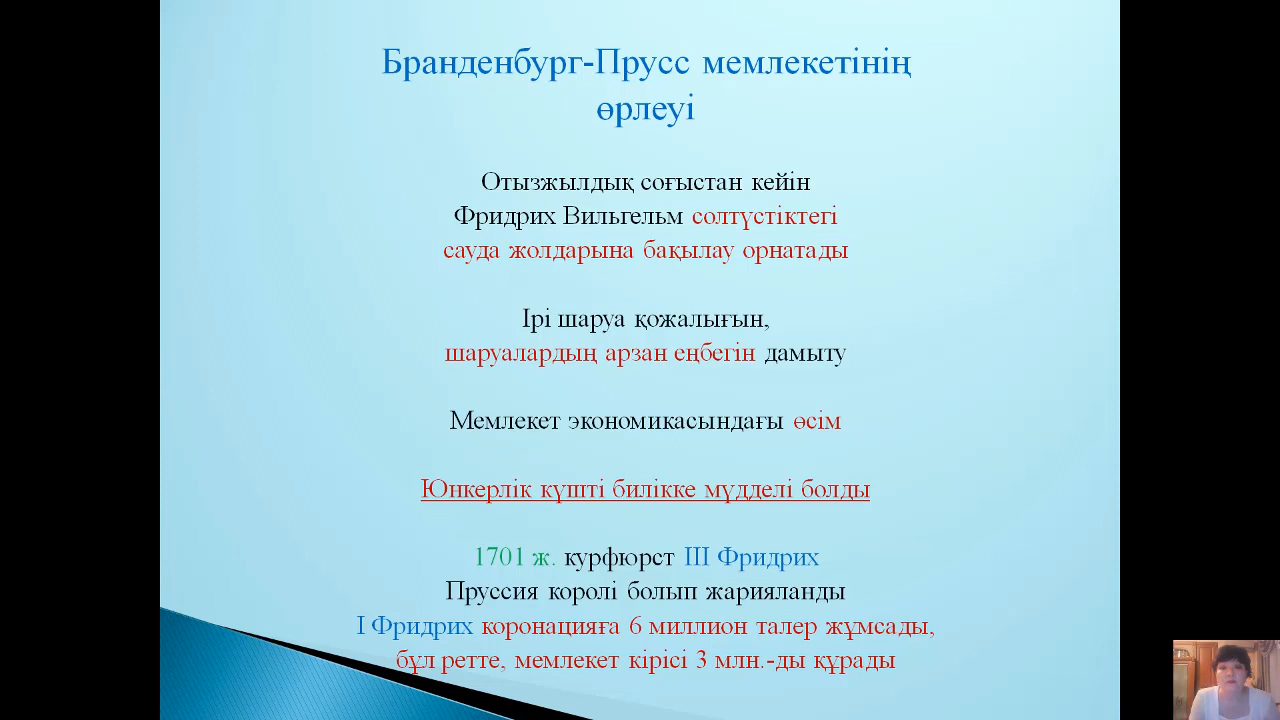 Бранденбург-Прусс мемлекетінің
өрлеуі
Отызжылдық соғыстан кейін
Фридрих Вильгельм солтүстіктегі
сауда жолдарына бақылау орнатады
Ірі шаруа қожалығын,
шаруалардың арзан еңбегін дамыту
Мемлекет экономикасындағы өсім
Юнкерлік күшті билікке мүдделі болды
1701 ж. курфюрст III Фридрих
Пруссия королі болып жарияланды
I Фридрих коронацияға 6 миллион талер жұмсады,
бұл ретте, мемлекет кірісі 3 млн.-ды құрады